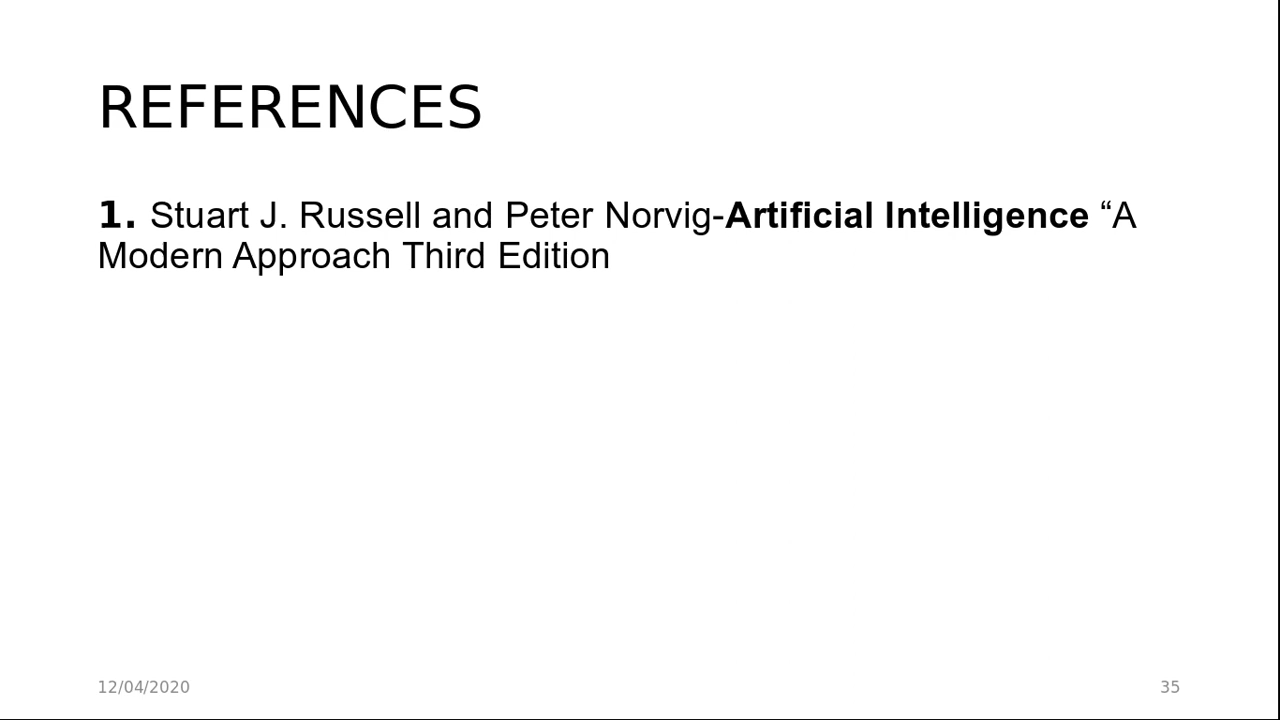 REFERENCES
1. Stuart J. Russell and Peter Norvig-Artificial Intelligence “A
Modern Approach Third Edition
12/04/2020
35